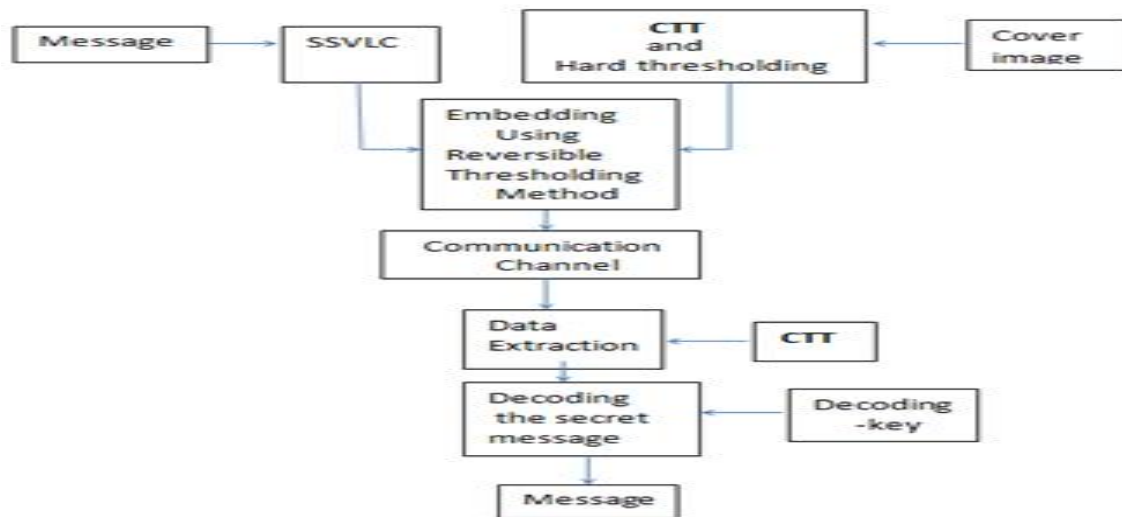 Message
SSVLC
CTT
and
Hard thresholding
Cover
image
Embedding
Using
Reversible
Thresholding
Method
Communication
Channel
Data
Extraction
CTT
Decoding
the secret
message
Decoding
-key
Message